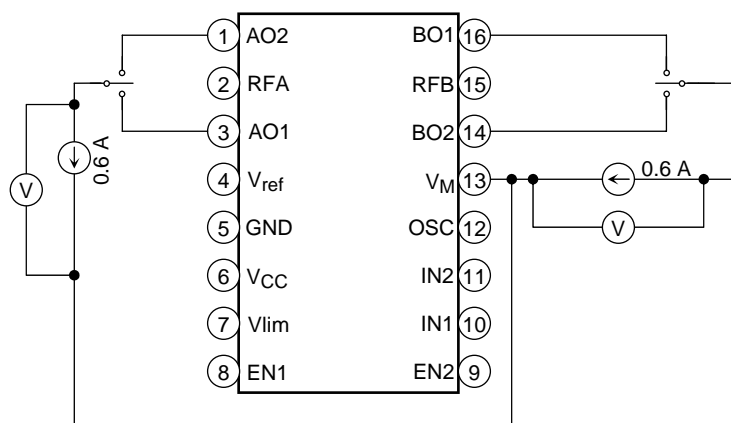 1 AO2 BO1 16
2 RFA RFB 15
3 AO1 BO2 14
0.6 A
V
4 Vref VM 13
0.6 A
5 GND OSC 12
V
6 VCC IN2 11
7 Vlim IN1 10
8 EN1 EN2 9